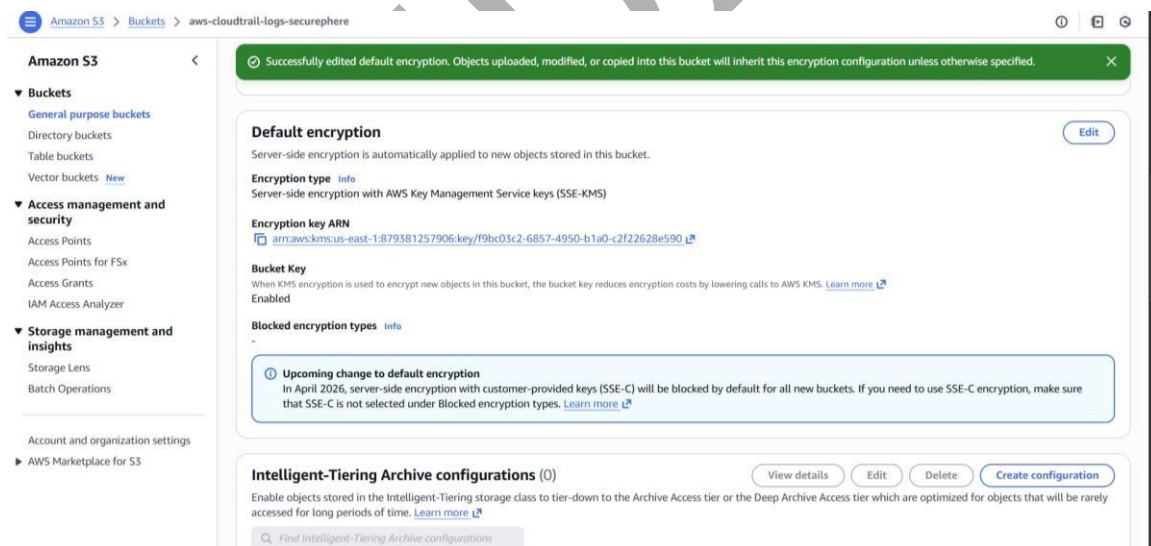 Amazon S3 > Buckets > aws-cloudtrail-logs-securephere
Amazon S3
Buckets
General purpose buckets
Directory buckets
Table buckets
Vector buckets New
Access management and
security
Access Points
Access Points for FSx
Access Grants
IAM Access Analyzer
Storage management and
insights
Storage Lens
Batch Operations
Account and organization settings
AWS Marketplace for S3
Successfully edited default encryption. Objects uploaded, modified, or copied into this bucket will inherit this encryption configuration unless otherwise specified.
Default encryption
Edit
Server-side encryption is automatically applied to new objects stored in this bucket.
Encryption type Info
Server-side encryption with AWS Key Management Service keys (SSE-KMS)
Encryption key ARN
arn:aws:kms:us-east-1:879381257906:key/f9bc03c2-6857-4950-b1a0-c2f22628e590
Bucket Key
When KMS encryption is used to encrypt new objects in this bucket, the bucket key reduces encryption costs by lowering calls to AWS KMS. Learn more
Enabled
Blocked encryption types Info
-
Upcoming change to default encryption
In April 2026, server-side encryption with customer-provided keys (SSE-C) will be blocked by default for all new buckets. If you need to use SSE-C encryption, make sure
that SSE-C is not selected under Blocked encryption types. Learn more
Intelligent-Tiering Archive configurations (0)
View details Edit Delete Create configuration
Enable objects stored in the Intelligent-Tiering storage class to tier-down to the Archive Access tier or the Deep Archive Access tier which are optimized for objects that will be rarely
accessed for long periods of time. Learn more
Find Intelligent-Tiering Archive configurations